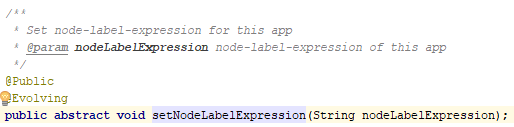 /**
 * Set node-label-expression for this app
 * @param nodeLabelExpression node-label-expression of this app
 */
@Public
@Evolving
public abstract void setNodeLabelExpression(String nodeLabelExpression);